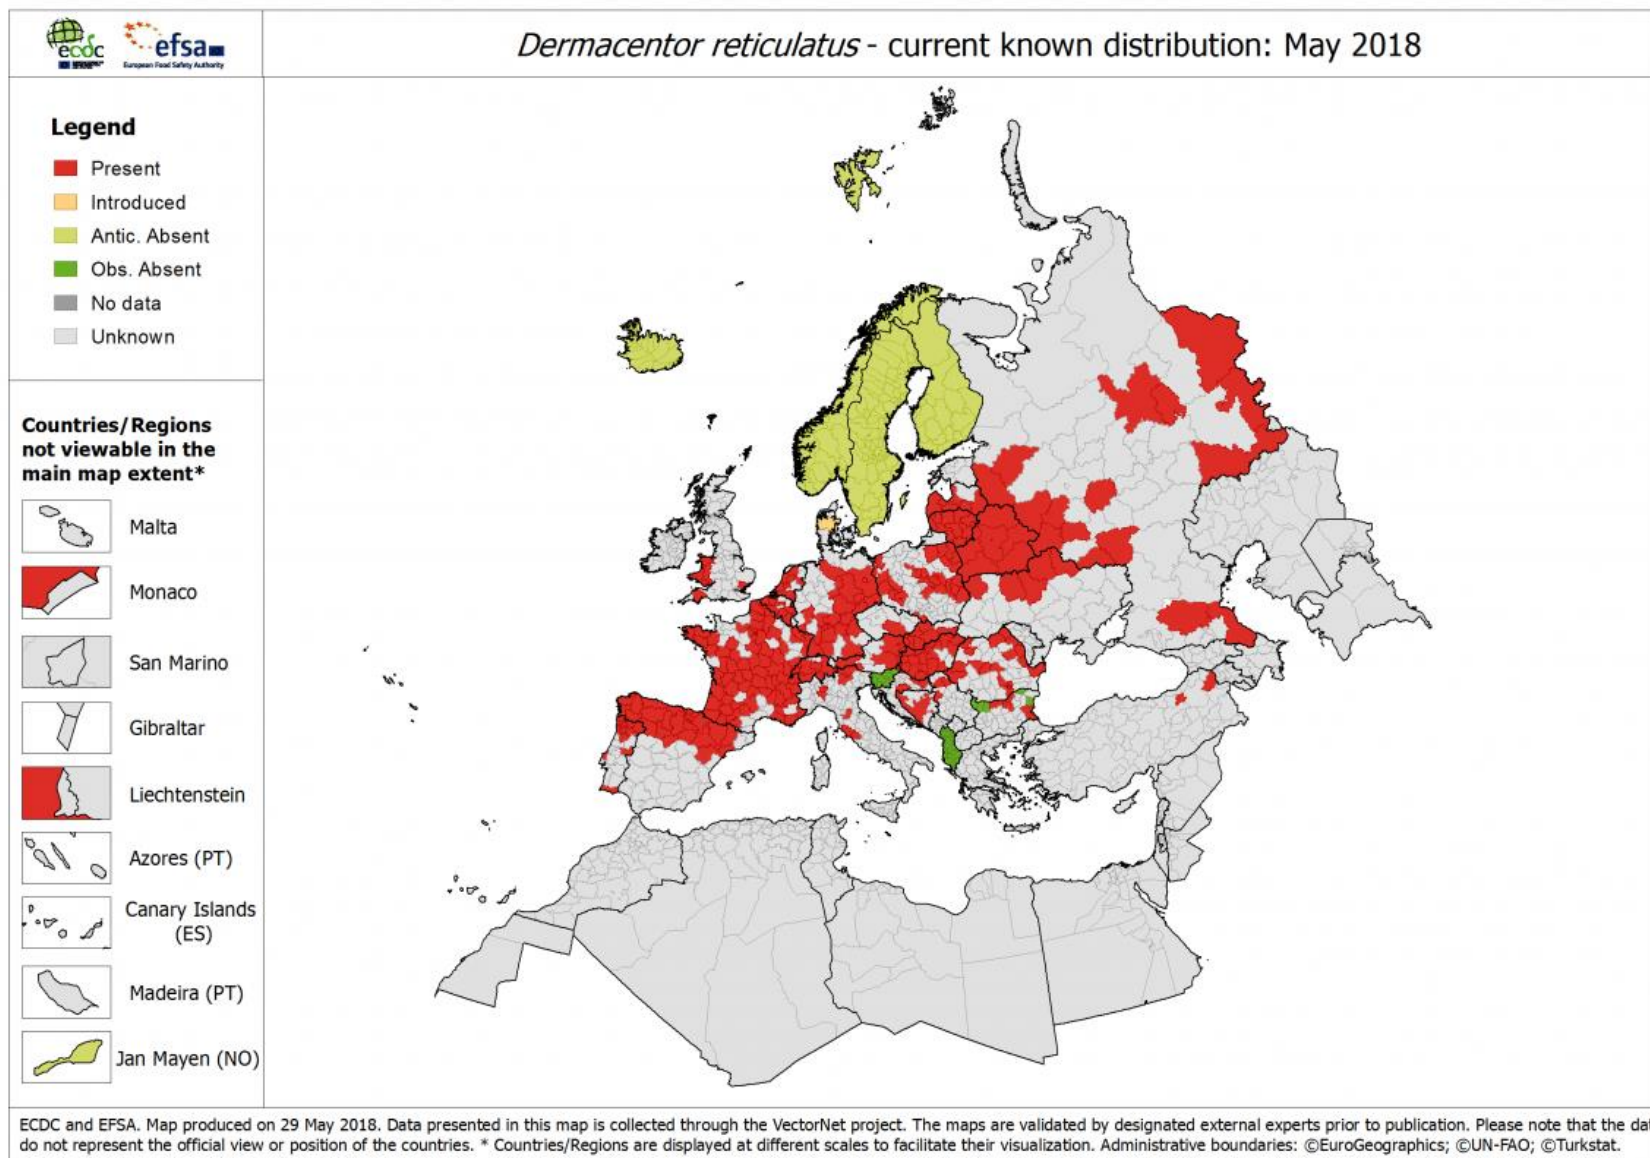 ecdc
efsa
European Food Safety Authority
Dermacentor reticulatus - current known distribution: May 2018
Legend
Present
Introduced
Antic. Absent
Obs. Absent
No data
Unknown
Countries/Regions
not viewable in the
main map extent*
Malta
Monaco
San Marino
Gibraltar
Liechtenstein
Azores (PT)
Canary Islands
(ES)
Madeira (PT)
Jan Mayen (NO)
ECDC and EFSA. Map produced on 29 May 2018. Data presented in this map is collected through the VectorNet project. The maps are validated by designated external experts prior to publication. Please note that the dat
do not represent the official view or position of the countries. * Countries/Regions are displayed at different scales to facilitate their visualization. Administrative boundaries: ©EuroGeographics; ©UN-FAO; ©Turkstat.